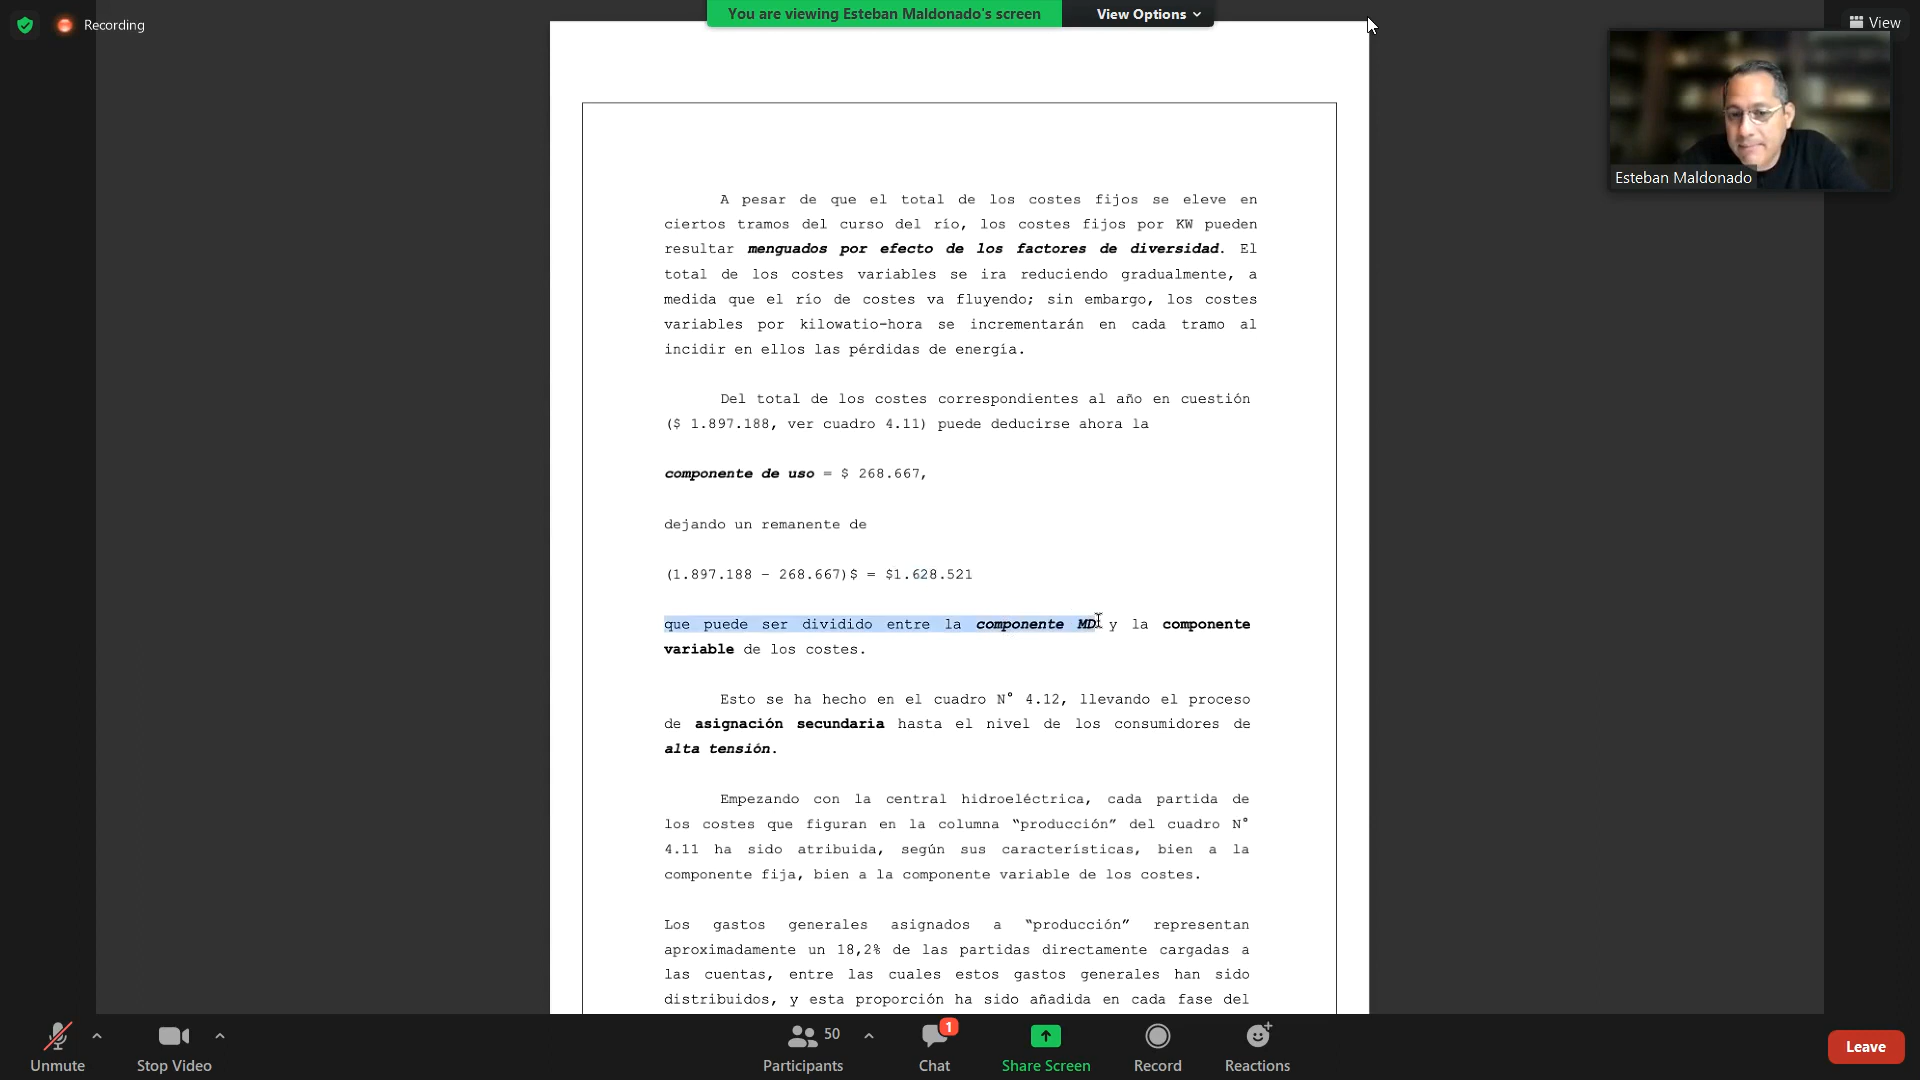 You are viewing Esteban Maldonado's screen
View Options
Recording
View
Esteban Maldonado
A pesar de que el total de los costes fijos se eleve en
ciertos tramos del curso del río, los costes fijos por KW pueden
resultar menguados por efecto de los factores de diversidad. El
total de los costes variables se ira reduciendo gradualmente, a
medida que el río de costes va fluyendo; sin embargo, los costes
variables por kilowatio-hora se incrementarán en cada tramo al
incidir en ellos las pérdidas de energía.
Del total de los costes correspondientes al año en cuestión
($ 1.897.188, ver cuadro 4.11) puede deducirse ahora la
componente de uso = $ 268.667,
dejando un remanente de
(1.897.188 – 268.667)$ = $1.628.521
que puede ser dividido entre la componente MD y la componente
variable de los costes.
Esto se ha hecho en el cuadro N° 4.12, llevando el proceso
de asignación secundaria hasta el nivel de los consumidores de
alta tensión.
Empezando con la central hidroeléctrica, cada partida de
los costes que figuran en la columna “producción” del cuadro N°
4.11 ha sido atribuida, según sus características, bien a la
componente fija, bien a la componente variable de los costes.
Los gastos generales asignados a “producción” representan
aproximadamente un 18,2% de las partidas directamente cargadas a
las cuentas, entre las cuales estos gastos generales han sido
distribuidos, y esta proporción ha sido añadida en cada fase del
Unmute
Stop Video
50
Participants
1
Chat
Share Screen
Record
Reactions
Leave